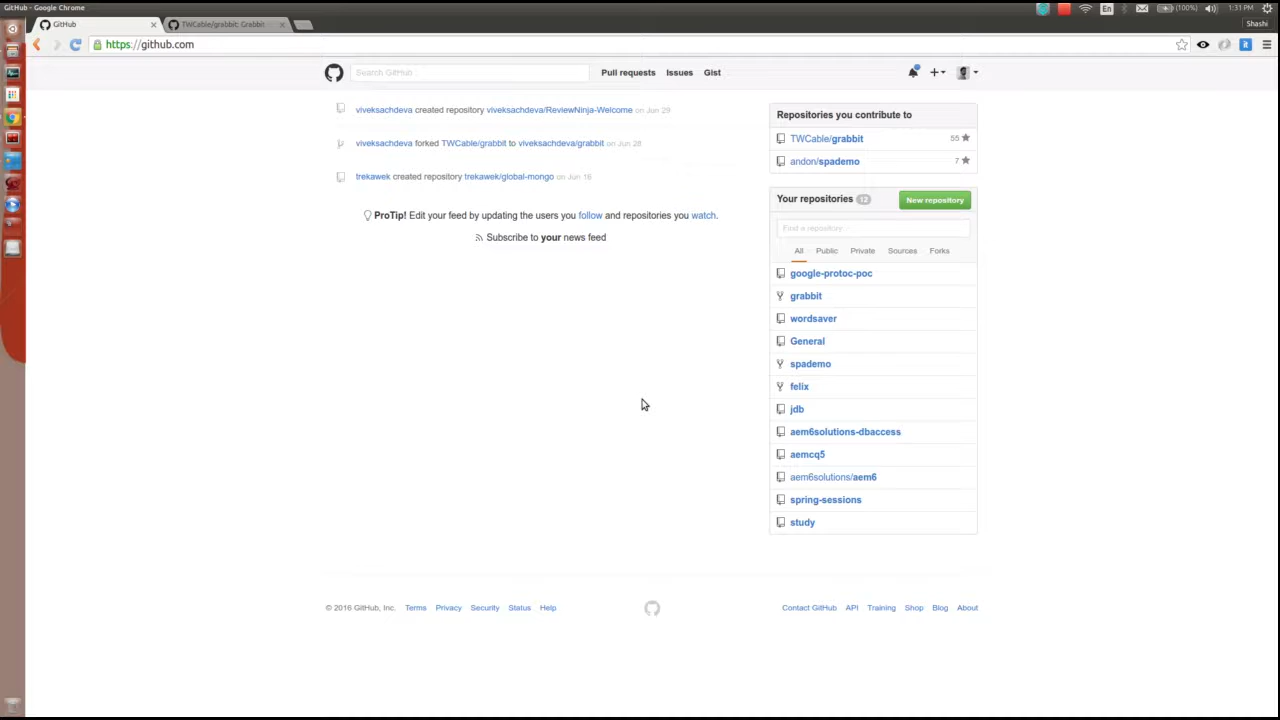 GitHub - Google Chrome
En
(100%)
1:31 PM
GitHub
TWCable/grabbit: Grabbit
Shashi
https://github.com
Search GitHub
Pull requests
Issues
Gist
viveksachdeva created repository viveksachdeva/ReviewNinja-Welcome on Jun 29
viveksachdeva forked TWCable/grabbit to viveksachdeva/grabbit on Jun 28
trekawek created repository trekawek/global-mongo on Jun 16
ProTip! Edit your feed by updating the users you follow and repositories you watch.
Subscribe to your news feed
Repositories you contribute to
TWCable/grabbit 55
andon/spademo 7
Your repositories 12
New repository
Find a repository
All Public Private Sources Forks
google-protoc-poc
grabbit
wordsaver
General
spademo
felix
jdb
aem6solutions-dbaccess
aemcq5
aem6solutions/aem6
spring-sessions
study
© 2016 GitHub, Inc. Terms Privacy Security Status Help
Contact GitHub API Training Shop Blog About